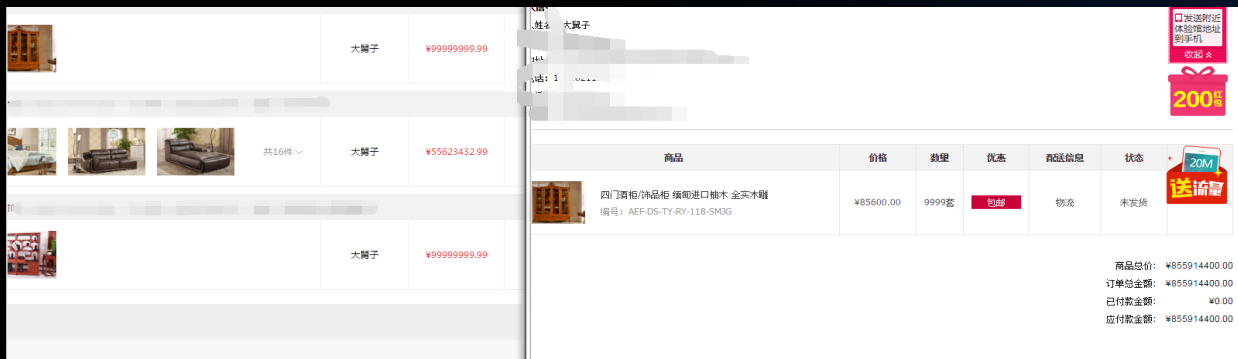 大舅子
¥99999999.99
共16件
大舅子
¥55623432.99
大舅子
¥99999999.99
大舅子
商品
价格
数量
优惠
配送信息
状态
四门酒柜/饰品柜 缅甸进口柚木 全实木雕
编号：AEF-DS-TY-RY-118-SMJG
¥85600.00
9999套
包邮
物流
未发货
商品总价： ¥855914400.00
订单总金额： ¥855914400.00
已付款金额： ¥0.00
应付款金额： ¥855914400.00
发送附近
体验馆地址
到手机
收起
200红包
20M
送流量